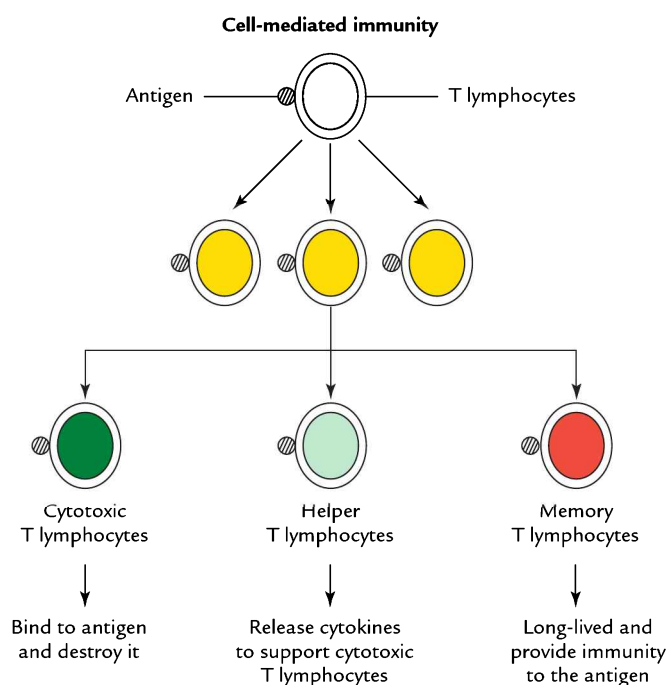 Cell-mediated immunity
Antigen
T lymphocytes
Cytotoxic
T lymphocytes
Helper
T lymphocytes
Memory
T lymphocytes
Bind to antigen
and destroy it
Release cytokines
to support cytotoxic
T lymphocytes
Long-lived and
provide immunity
to the antigen